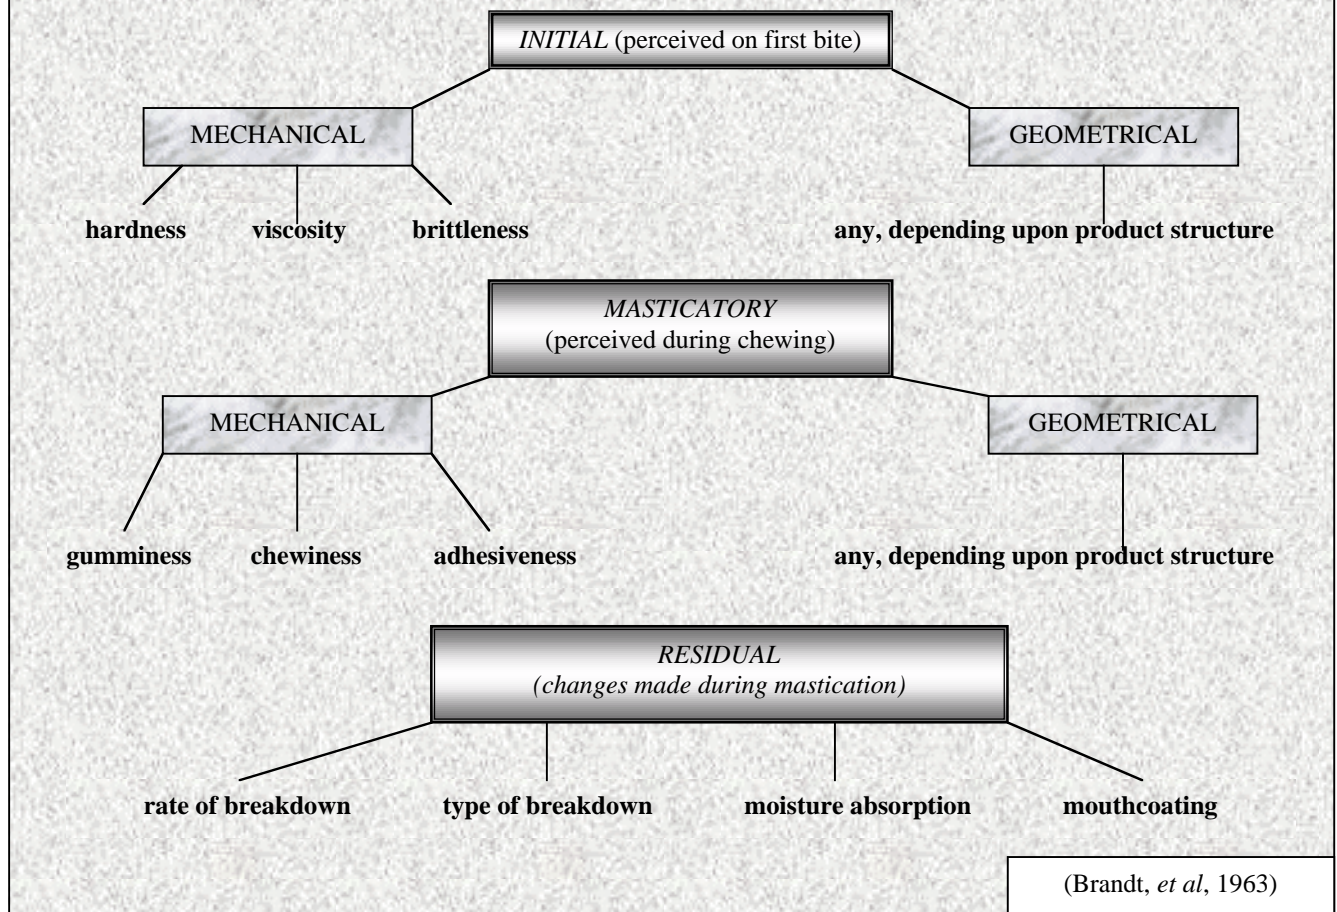 INITIAL (perceived on first bite)
MECHANICAL
GEOMETRICAL
hardness
viscosity
brittleness
any, depending upon product structure
MASTICATORY
(perceived during chewing)
MECHANICAL
GEOMETRICAL
gumminess
chewiness
adhesiveness
any, depending upon product structure
RESIDUAL
(changes made during mastication)
rate of breakdown
type of breakdown
moisture absorption
mouthcoating
(Brandt, et al, 1963)